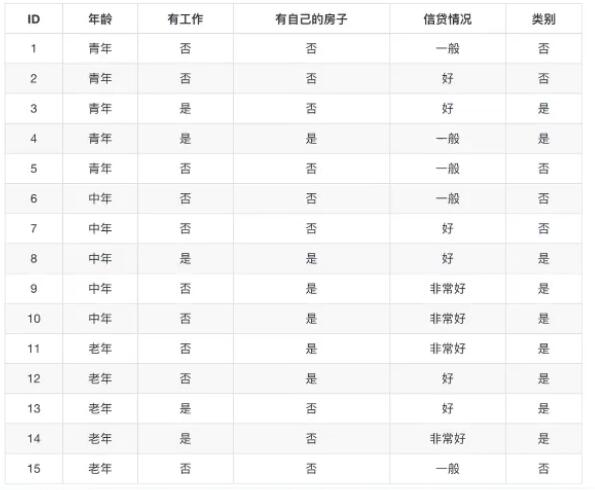 ID 年龄 有工作 有自己的房子 信贷情况 类别
1 青年 否 否 一般 否
2 青年 否 否 好 否
3 青年 是 否 好 是
4 青年 是 是 一般 是
5 青年 否 否 一般 否
6 中年 否 否 一般 否
7 中年 否 否 好 否
8 中年 是 是 好 是
9 中年 否 是 非常好 是
10 中年 否 是 非常好 是
11 老年 否 是 非常好 是
12 老年 否 是 好 是
13 老年 是 否 好 是
14 老年 是 否 非常好 是
15 老年 否 否 一般 否